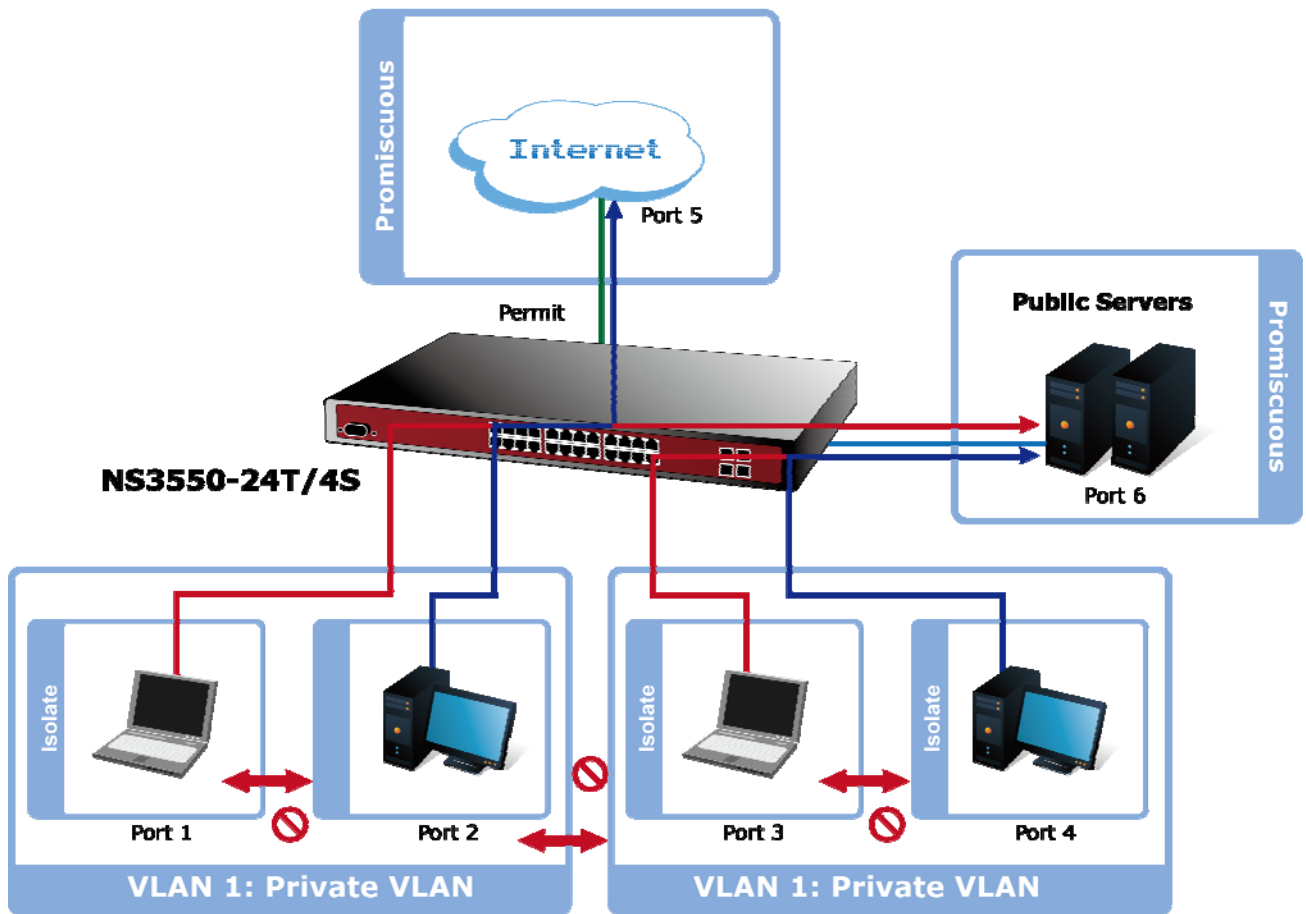 Promiscuous
Internet
Port 5
Permit
Public Servers
Promiscuous
Port 6
NS3550-24T/4S
Isolate
Port 1
Port 2
Isolate
Port 3
Isolate
Port 4
VLAN 1: Private VLAN
VLAN 1: Private VLAN